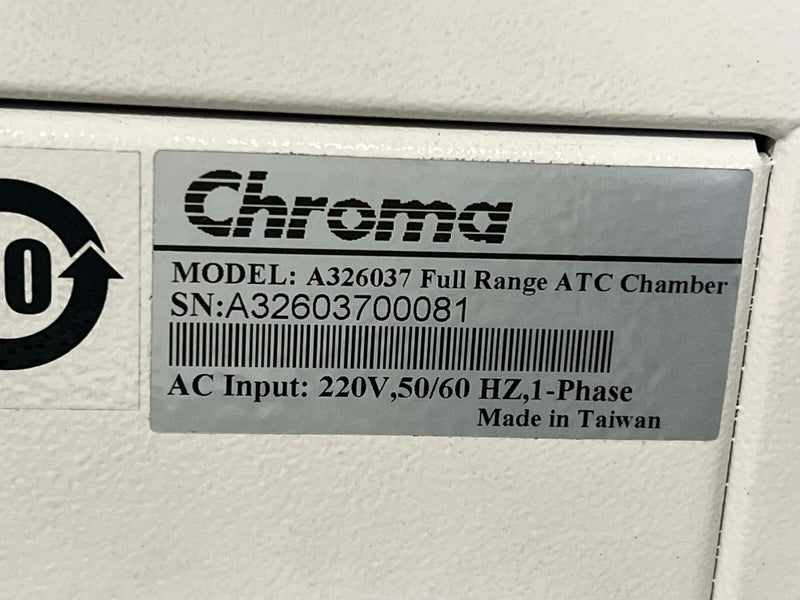 Chroma
MODEL: A326037 Full Range ATC Chamber
SN:A32603700081
AC Input: 220V,50/60 HZ,1-Phase
Made in Taiwan
0